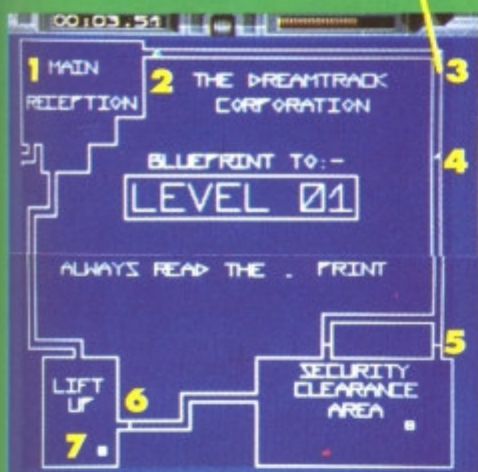 00:03.51
1 MAIN
RECEPTION
2
THE DREAMTRACK
CORPORATION
3
4
BLUEPRINT TO:-
LEVEL 01
ALWAYS READ THE . PRINT
5
SECURITY
CLEARANCE
AREA
LIFT
UP
6
7